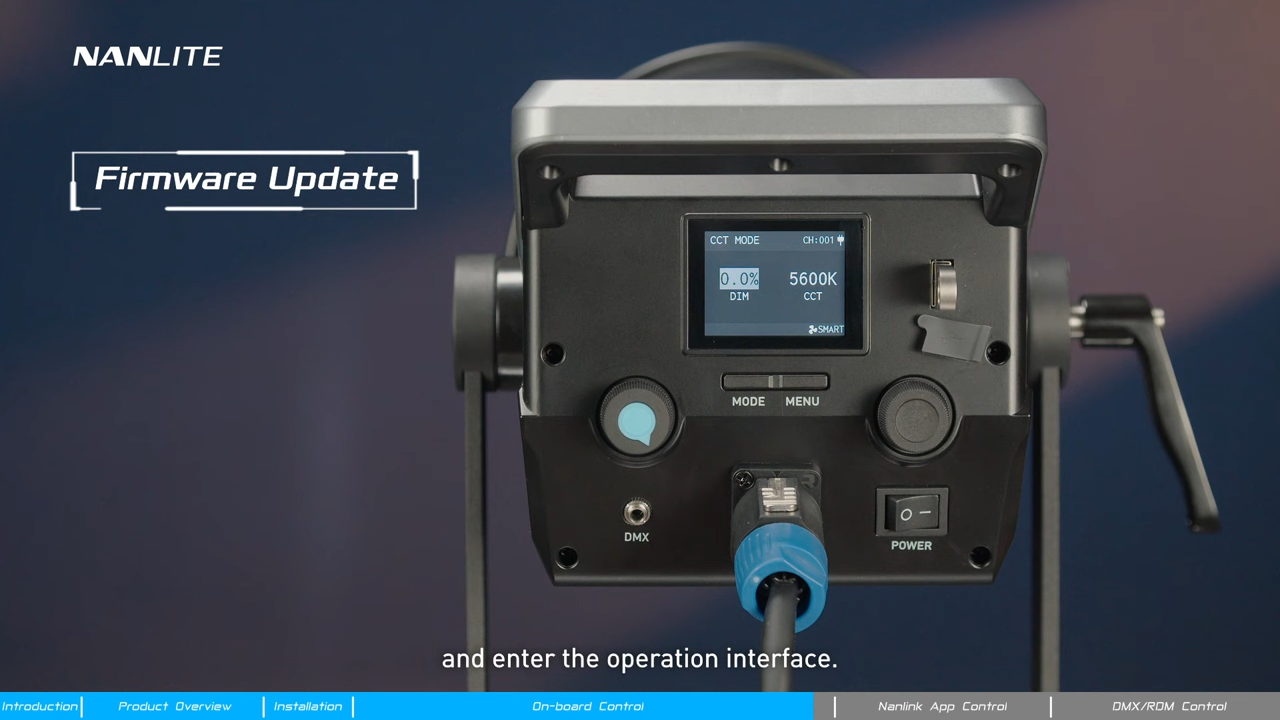 NANLITE
Firmware Update
CCT MODE
CH:001
0.0%
5600K
DIM
CCT
SMART
MODE
MENU
DMX
POWER
and enter the operation interface.
Introduction
Product Overview
Installation
On-board Control
Nanlink App Control
DMX/RDM Control